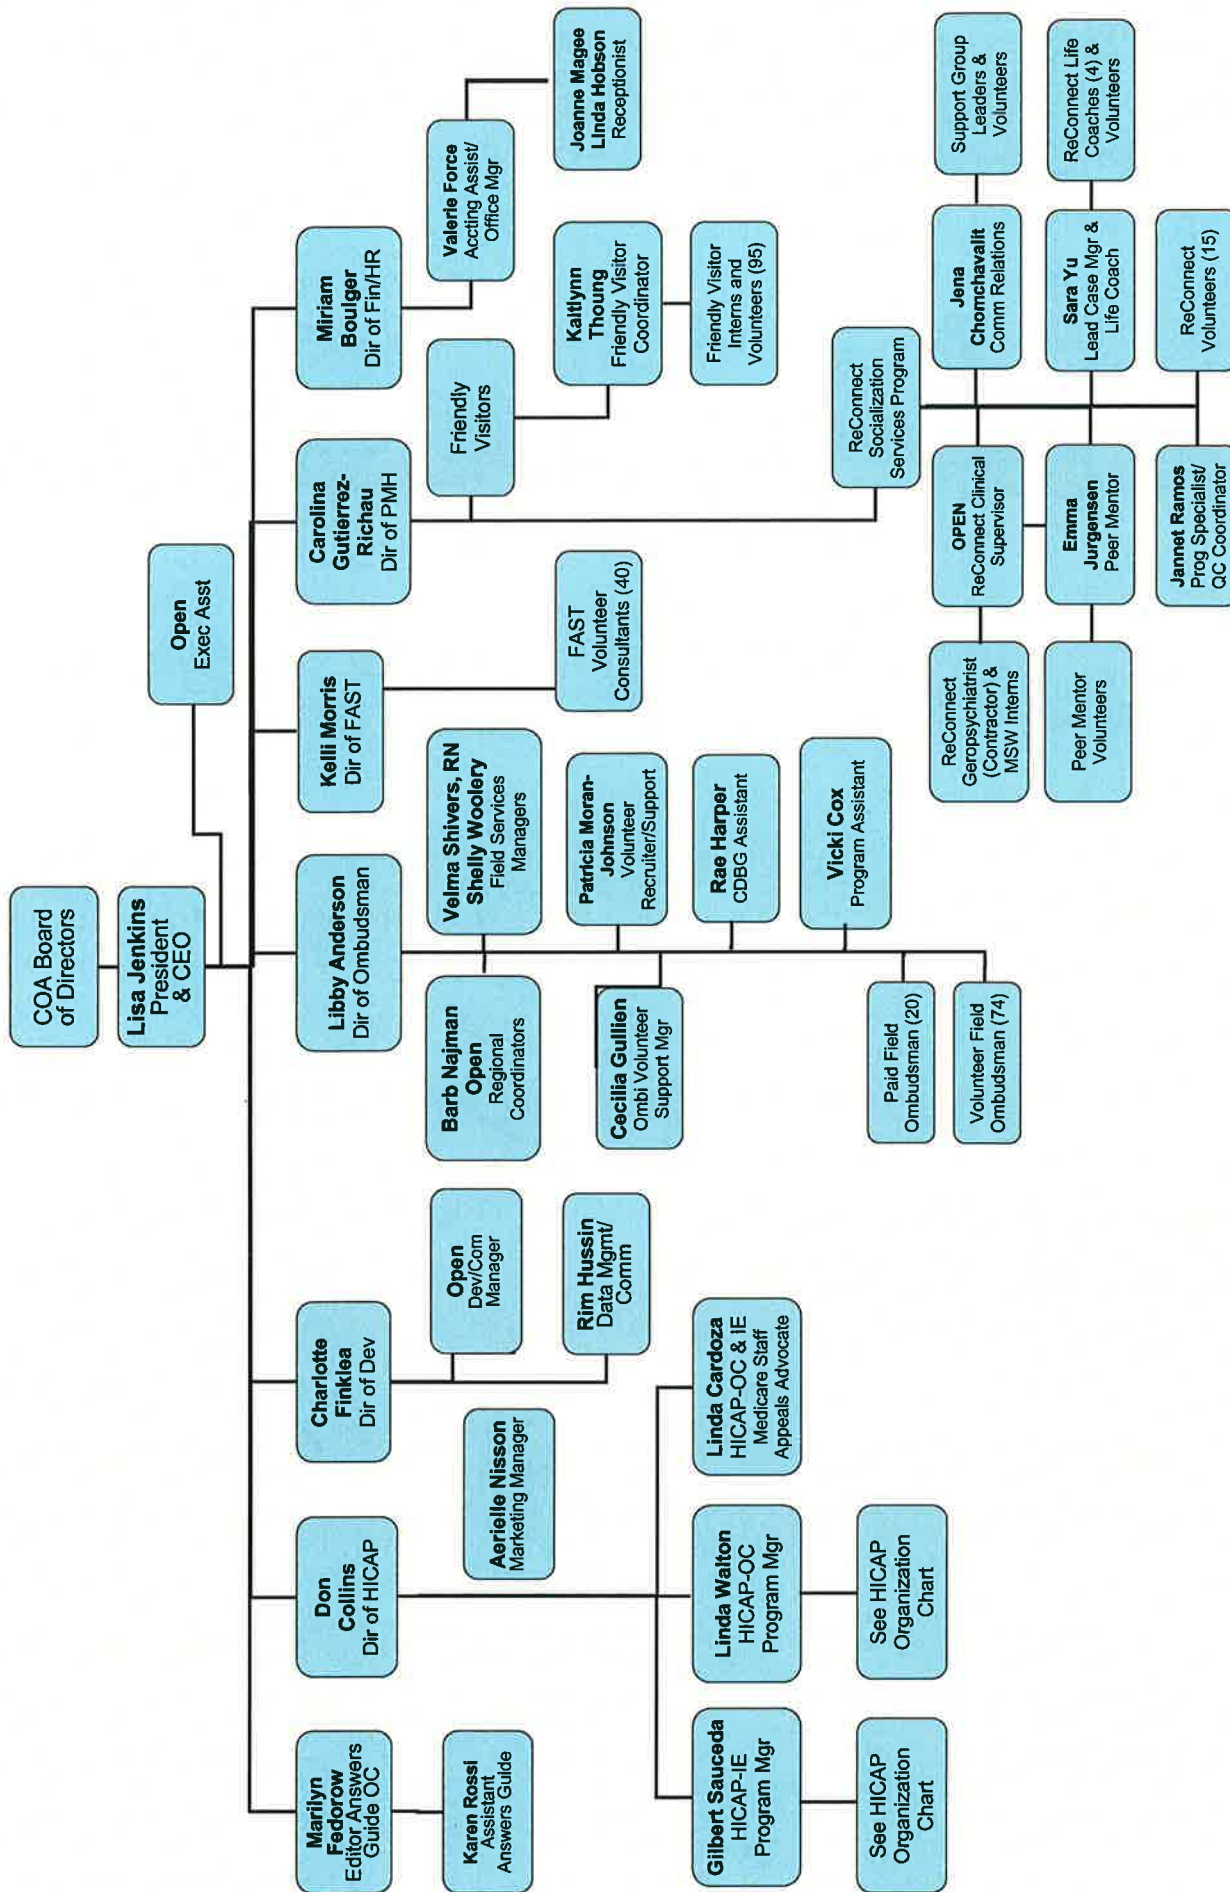 COA Board
of Directors
Lisa Jenkins
President
& CEO
Open
Exec Asst
Marilyn
Fedorow
Editor Answers
Guide OC
Karen Rossi
Assistant
Answers Guide
Don
Collins
Dir of HICAP
Gilbert Sauceda
HICAP-IE
Program Mgr
See HICAP
Organization
Chart
Linda Walton
HICAP-OC
Program Mgr
See HICAP
Organization
Chart
Linda Cardoza
HICAP-OC & IE
Medicare Staff
Appeals Advocate
Charlotte
Finklea
Dir of Dev
Aerielle Nisson
Marketing Manager
Open
Dev/Com
Manager
Rim Hussin
Data Mgmt/
Comm
Libby Anderson
Dir of Ombudsman
Barb Najman
Open
Regional
Coordinators
Velma Shivers, RN
Shelly Woolery
Field Services
Managers
Cecilia Gullien
Ombi Volunteer
Support Mgr
Patricia Moran-
Johnson
Volunteer
Recruiter/Support
Rae Harper
CDBG Assistant
Vicki Cox
Program Assistant
Paid Field
Ombudsman (20)
Volunteer Field
Ombudsman (74)
Kelli Morris
Dir of FAST
FAST
Volunteer
Consultants (40)
Carolina
Gutierrez-
Richau
Dir of PMH
Friendly
Visitors
Kaitlynn
Thoung
Friendly Visitor
Coordinator
Friendly Visitor
Interns and
Volunteers (95)
ReConnect
Socialization
Services Program
OPEN
ReConnect Clinical
Supervisor
ReConnect
Geropsychiatrist
(Contractor) &
MSW Interns
Emma
Jurgensen
Peer Mentor
Peer Mentor
Volunteers
Jannet Ramos
Prog Specialist/
QC Coordinator
Jena
Chomchavalit
Comm Relations
Support Group
Leaders &
Volunteers
Sara Yu
Lead Case Mgr &
Life Coach
ReConnect Life
Coaches (4) &
Volunteers
ReConnect
Volunteers (15)
Miriam
Boulger
Dir of Fin/HR
Valerie Force
Accting Assist/
Office Mgr
Joanne Magee
Linda Hobson
Receptionist